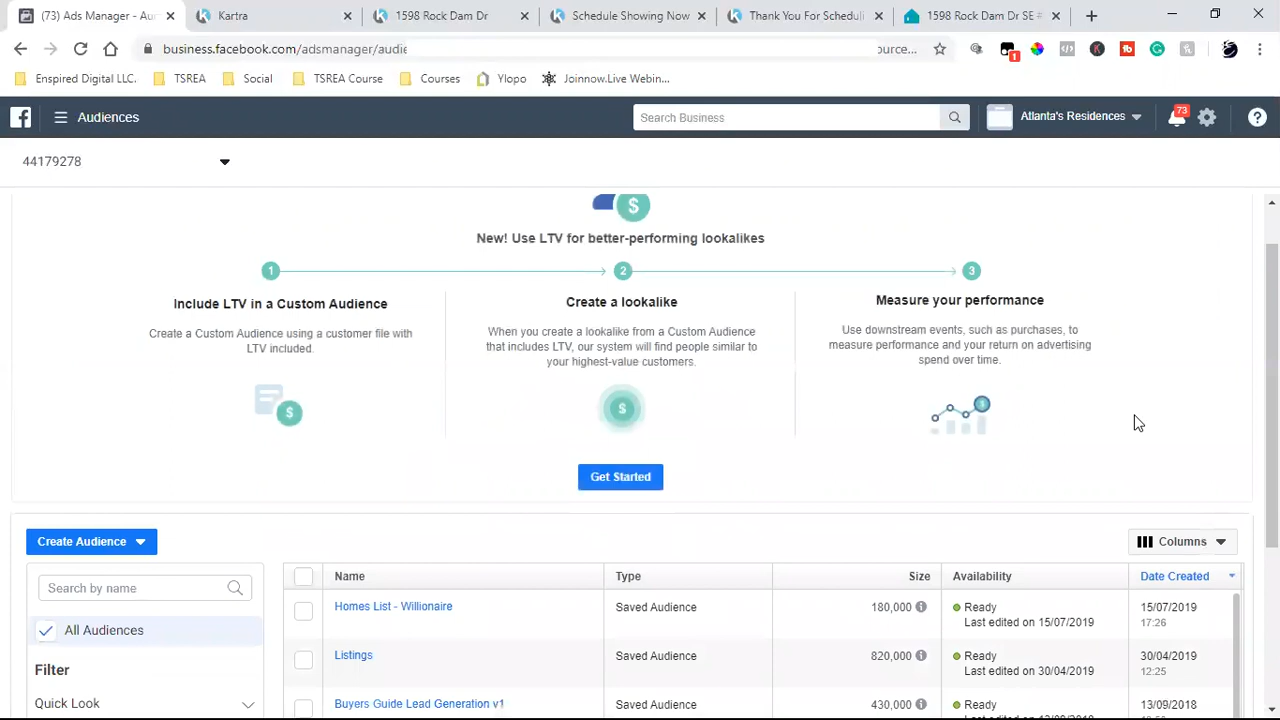 (73) Ads Manager - Au
Kartra
1598 Rock Dam Dr
Schedule Showing Now
Thank You For Scheduli
1598 Rock Dam Dr SE #
business.facebook.com/adsmanager/audie
ource...
Enspired Digital LLC.
TSREA
Social
TSREA Course
Courses
Ylopo
Joinnow.Live Webin...
Audiences
Search Business
Atlanta's Residences
73
44179278
New! Use LTV for better-performing lookalikes
1
2
3
Include LTV in a Custom Audience
Create a lookalike
Measure your performance
Create a Custom Audience using a customer file with
LTV included.
When you create a lookalike from a Custom Audience
that includes LTV, our system will find people similar to
your highest-value customers.
Use downstream events, such as purchases, to
measure performance and your return on advertising
spend over time.
Get Started
Create Audience
Columns
Search by name
All Audiences
Filter
Quick Look
Name
Type
Size
Availability
Date Created
Homes List - Willionaire
Saved Audience
180,000
Ready
Last edited on 15/07/2019
15/07/2019
17:26
Listings
Saved Audience
820,000
Ready
Last edited on 30/04/2019
30/04/2019
12:25
Buyers Guide Lead Generation v1
Saved Audience
430,000
Ready
13/09/2018